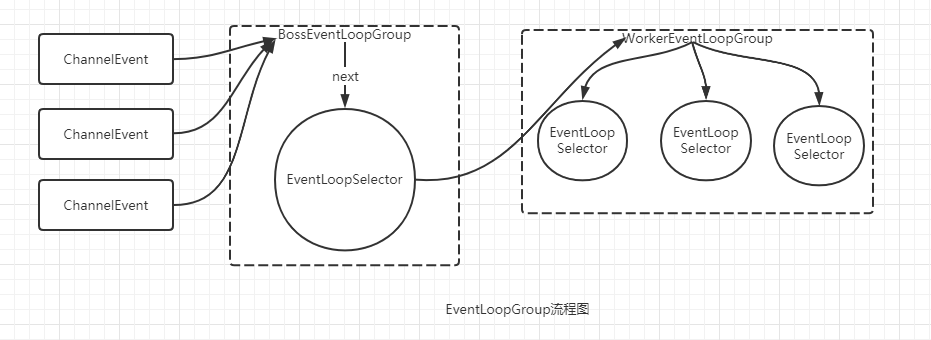 ChannelEvent
ChannelEvent
ChannelEvent
BossEventLoopGroup
next
EventLoopSelector
WorkerEventLoopGroup
EventLoop
Selector
EventLoop
Selector
EventLoop
Selector
EventLoopGroup流程图